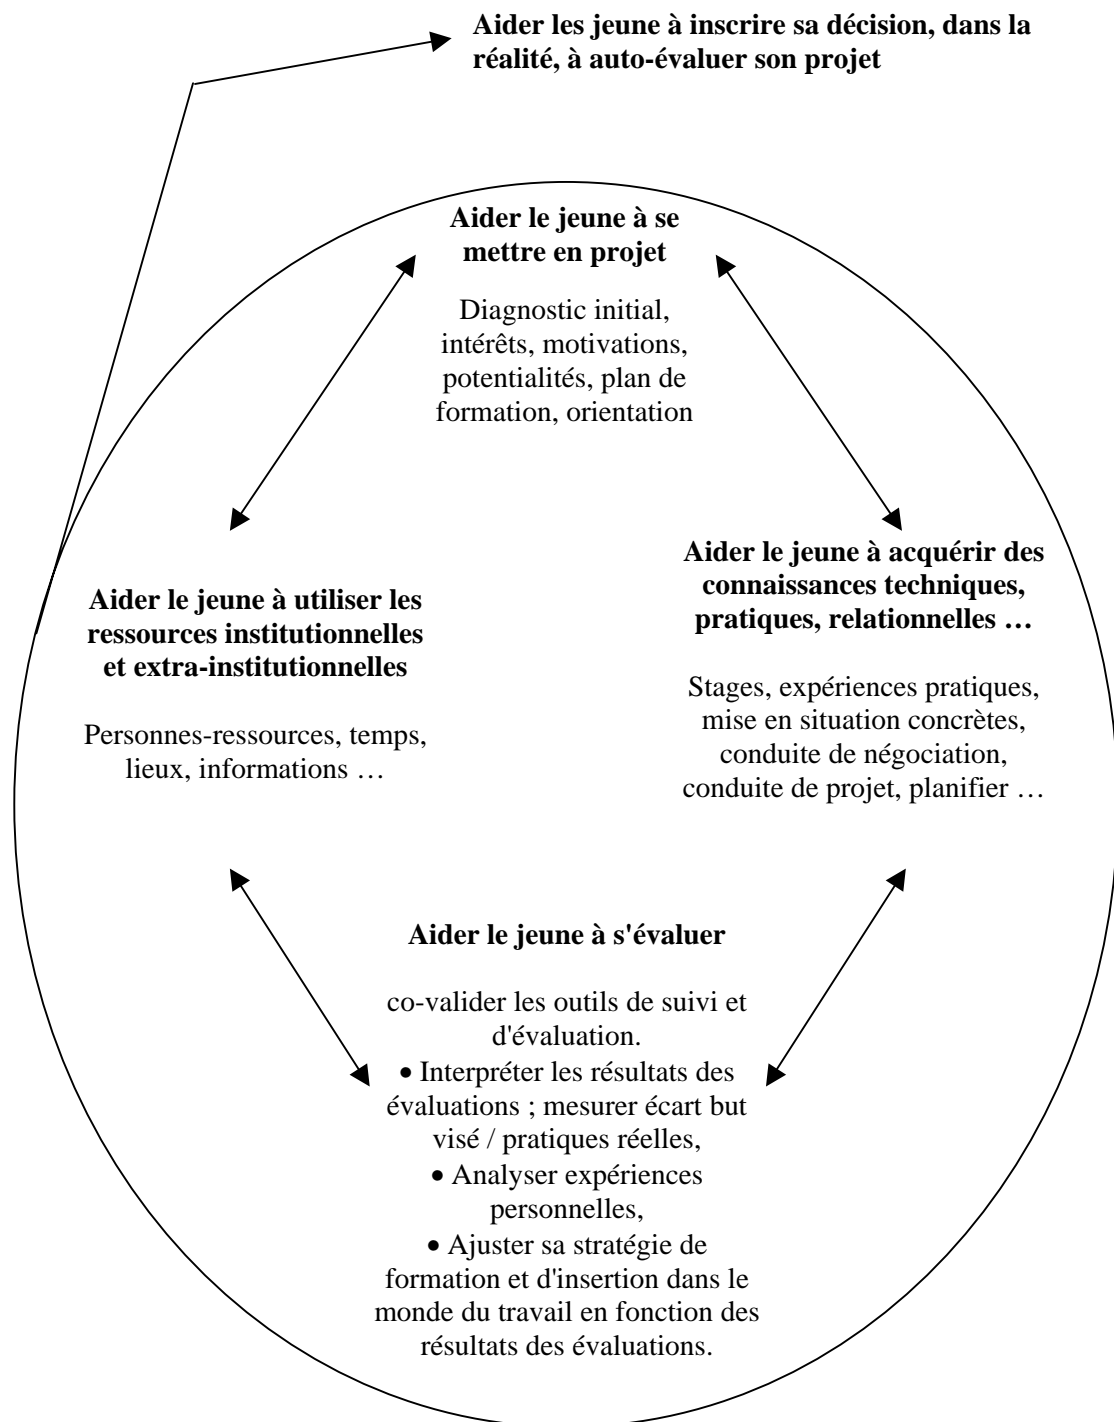 Aider les jeune à inscrire sa décision, dans la
réalité, à auto-évaluer son projet
Aider le jeune à se
mettre en projet
Diagnostic initial,
intérêts, motivations,
potentialités, plan de
formation, orientation
Aider le jeune à utiliser les
ressources institutionnelles
et extra-institutionnelles
Personnes-ressources, temps,
lieux, informations …
Aider le jeune à acquérir des
connaissances techniques,
pratiques, relationnelles …
Stages, expériences pratiques,
mise en situation concrètes,
conduite de négociation,
conduite de projet, planifier …
Aider le jeune à s'évaluer
co-valider les outils de suivi et
d'évaluation.
• Interpréter les résultats des
évaluations ; mesurer écart but
visé / pratiques réelles,
• Analyser expériences
personnelles,
• Ajuster sa stratégie de
formation et d'insertion dans le
monde du travail en fonction des
résultats des évaluations.